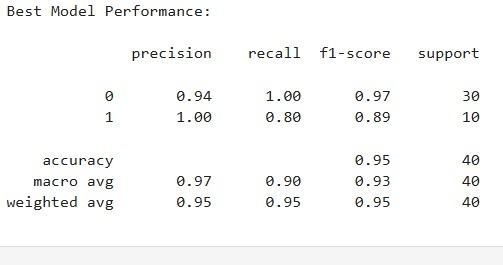 Best Model Performance:
precision recall f1-score support
0 0.94 1.00 0.97 30
1 1.00 0.80 0.89 10
accuracy 0.95 40
macro avg 0.97 0.90 0.93 40
weighted avg 0.95 0.95 0.95 40